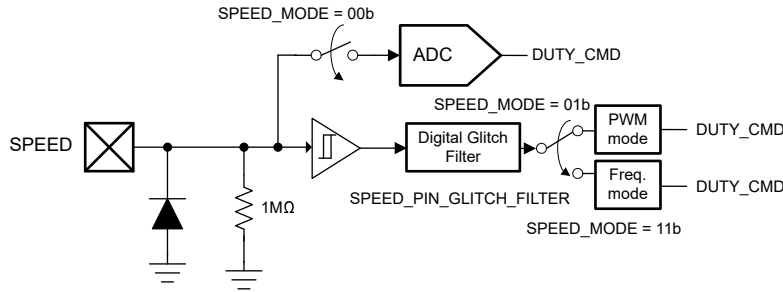 SPEED_MODE = 00b
ADC
DUTY_CMD
SPEED_MODE = 01b
SPEED
Digital Glitch
Filter
PWM
mode
DUTY_CMD
SPEED_PIN_GLITCH_FILTER
Freq.
mode
DUTY_CMD
1MΩ
SPEED_MODE = 11b